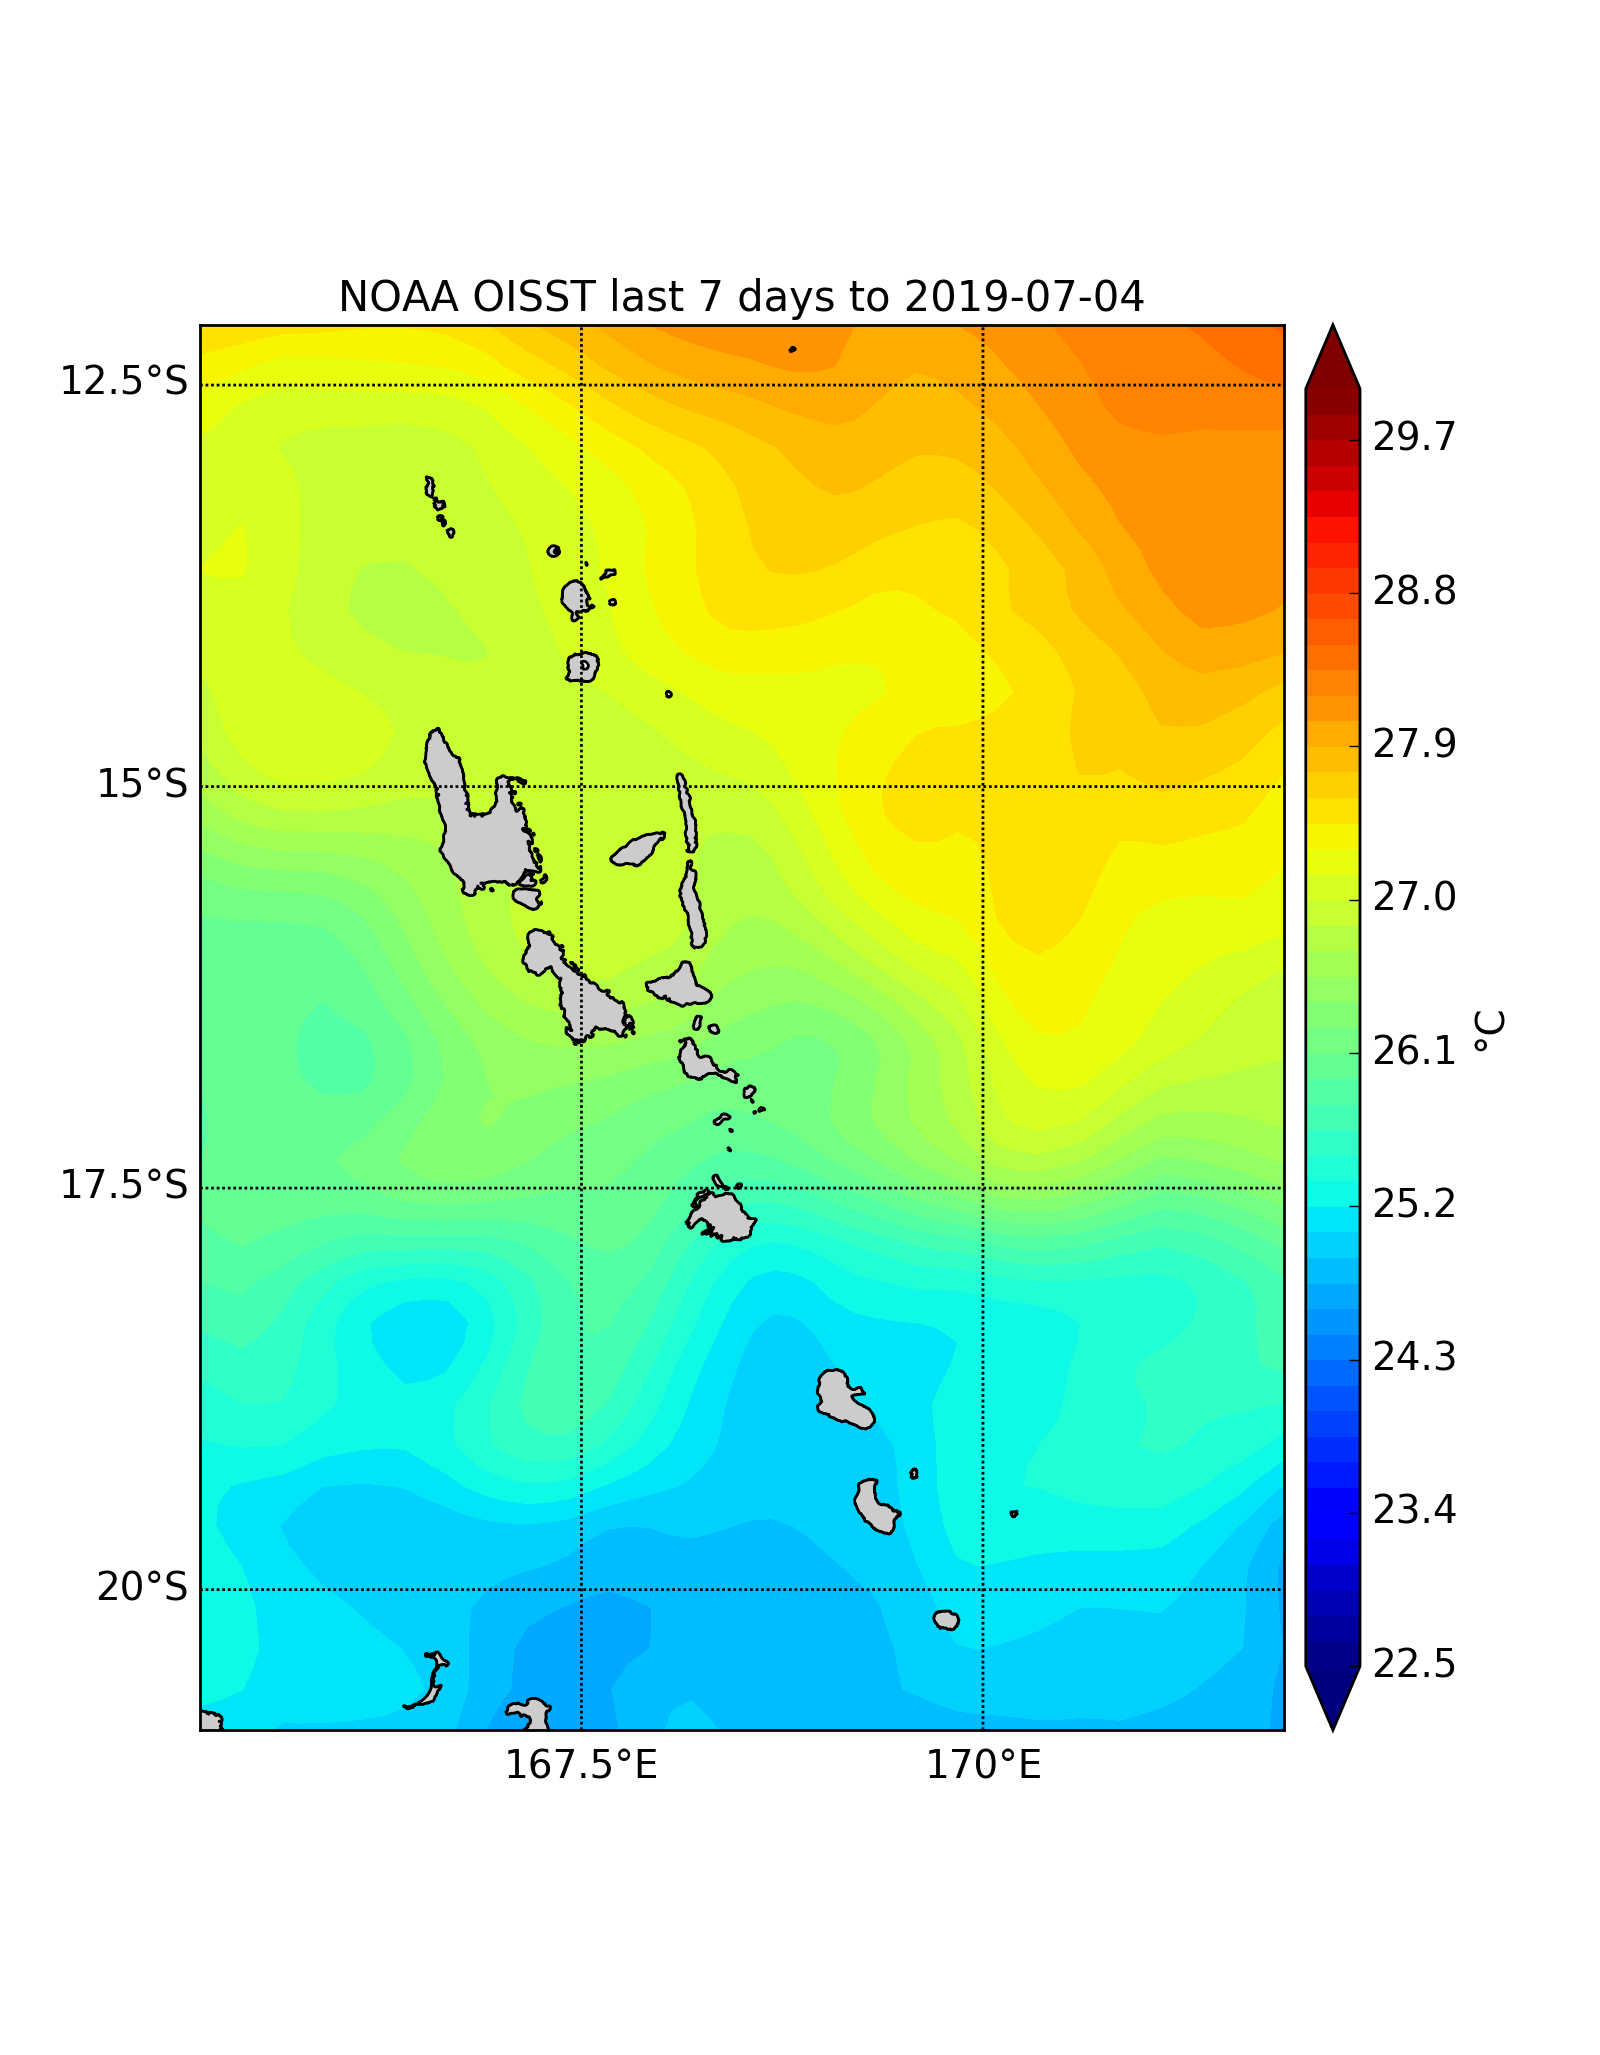 NOAA OISST last 7 days to 2019-07-04
12.5°S
15°S
17.5°S
20°S
167.5°E
170°E
29.7
28.8
27.9
27.0
26.1
25.2
24.3
23.4
22.5
°C